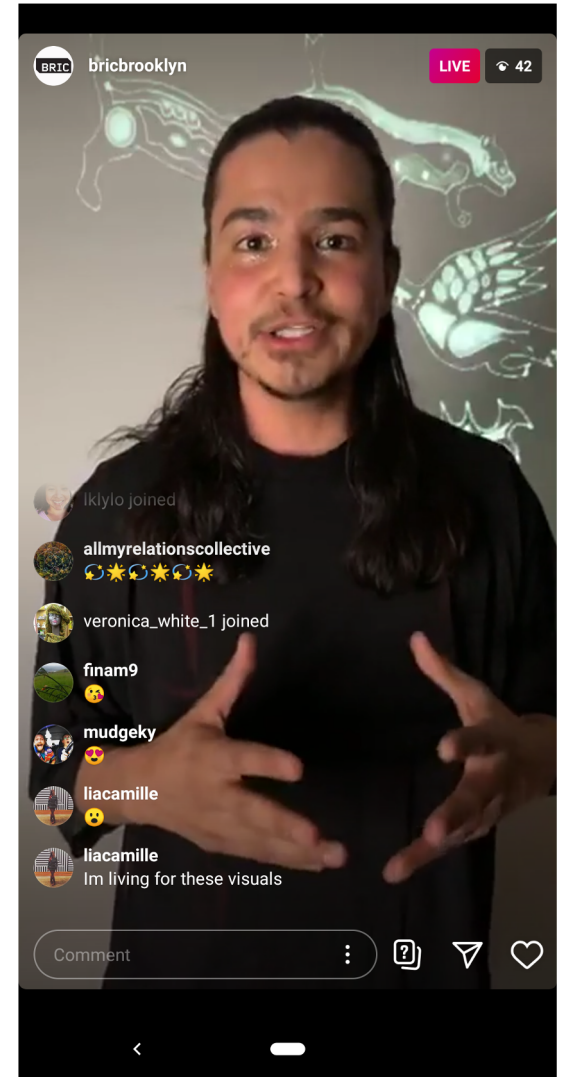 BRIC
bricbrooklyn
LIVE
42
lklylo joined
allmyrelationscollective
💫🌟💫🌟💫🌟
veronica_white_1 joined
finam9
😘
mudgeky
😍
liacamille
😮
liacamille
Im living for these visuals
Comment